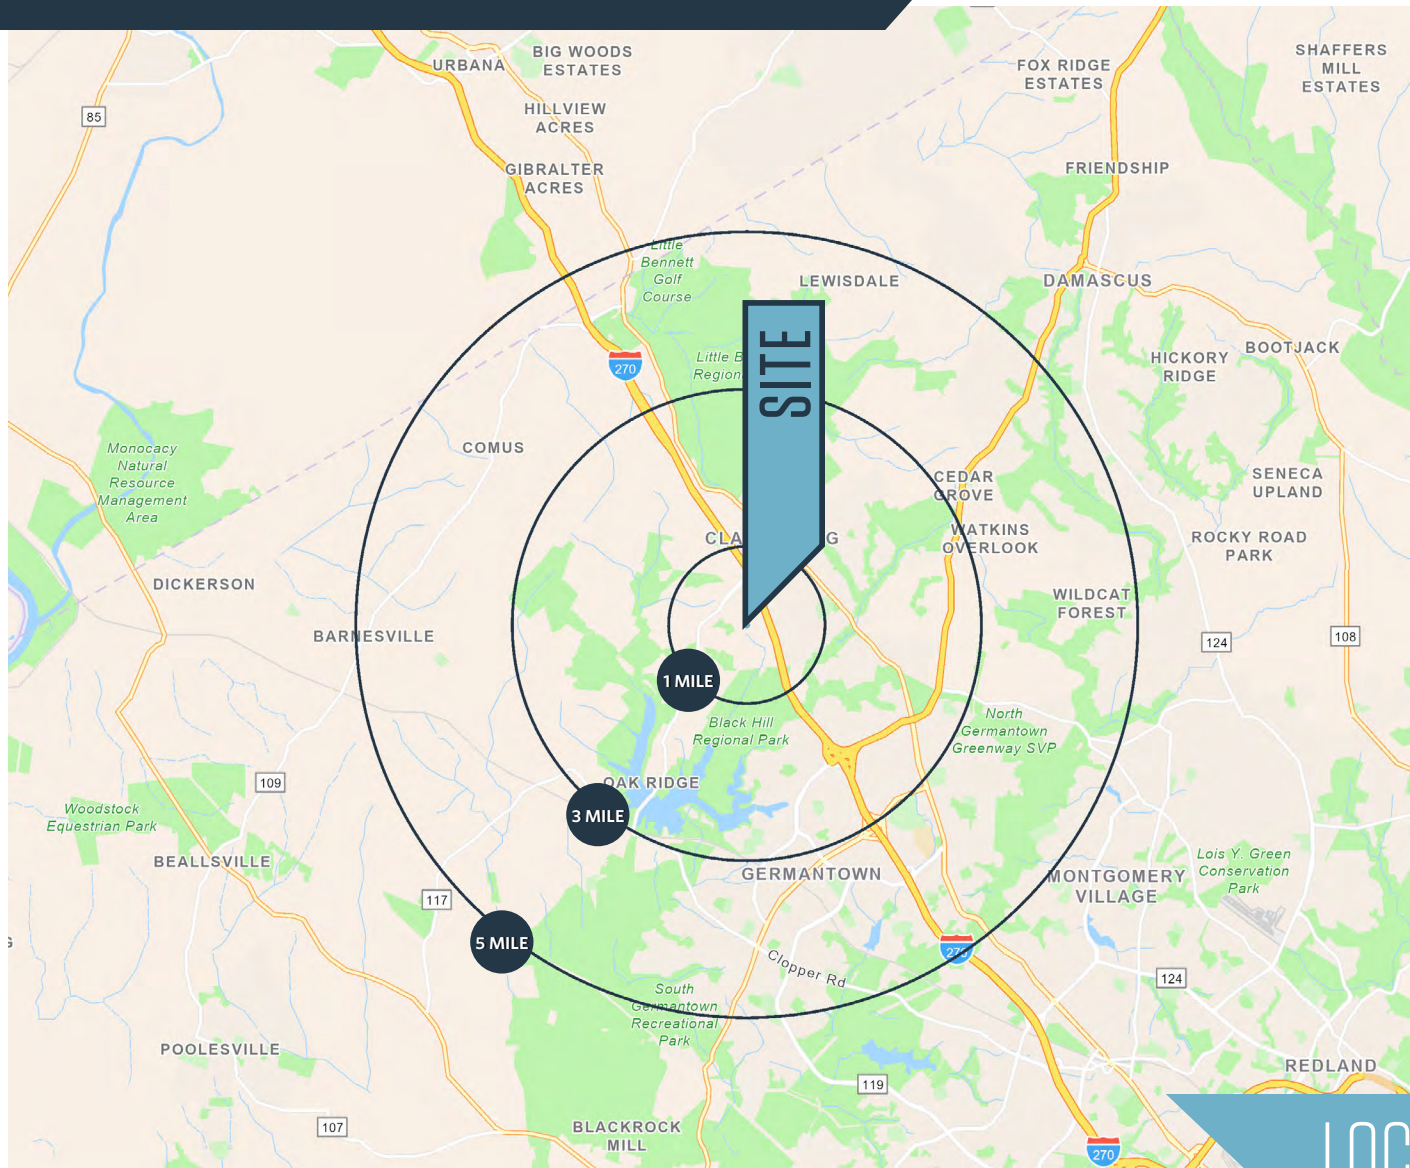 BIG WOODS
ESTATES
URBANA
FOX RIDGE
ESTATES
SHAFFERS
MILL
ESTATES
85
HILLVIEW
ACRES
GIBRALTER
ACRES
FRIENDSHIP
Little
Bennett
Golf
Course
LEWISDALE
DAMASCUS
SITE
270
Little B
Region
HICKORY
RIDGE
BOOTJACK
COMUS
Monocacy
Natural
Resource
Management
Area
CEDAR
GROVE
SENECA
UPLAND
CLA G
WATKINS
OVERLOOK
ROCKY ROAD
PARK
DICKERSON
WILDCAT
FOREST
BARNESVILLE
124
108
1 MILE
Black Hill
Regional Park
North
Germantown
Greenway SVP
109
OAK RIDGE
3 MILE
Woodstock
Equestrian Park
BEALLSVILLE
GERMANTOWN
MONTGOMERY
VILLAGE
Lois Y. Green
Conservation
Park
117
5 MILE
270
Clopper Rd
124
South
Germantown
Recreational
Park
POOLESVILLE
119
REDLAND
107
BLACKROCK
MILL
270
LOC